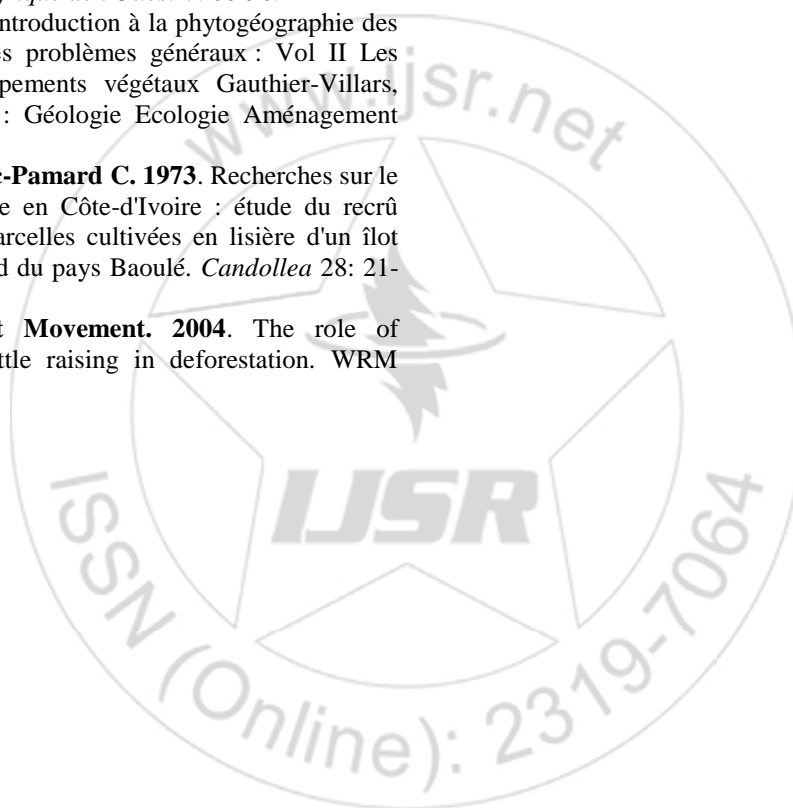 ntroduction à la phytogéographie des
es problèmes généraux : Vol II Les
pements végétaux Gauthier-Villars,
: Géologie Ecologie Aménagement
c-Pamard C. 1973. Recherches sur le
e en Côte-d'Ivoire : étude du recrû
arcelles cultivées en lisière d'un îlot
d du pays Baoulé. Candollea 28: 21-
t Movement. 2004. The role of
ttle raising in deforestation. WRM
www.ijsr.net
IJSR
ISSN (Online): 2319-7064